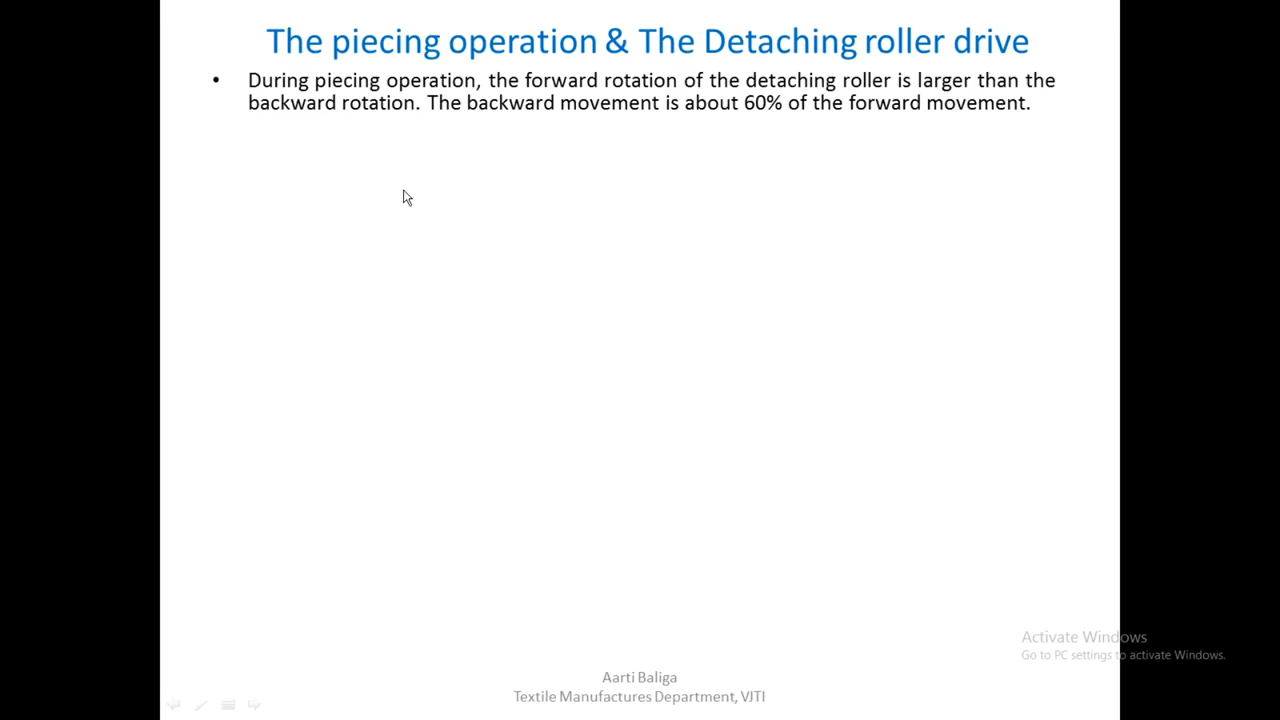 The piecing operation & The Detaching roller drive
• During piecing operation, the forward rotation of the detaching roller is larger than the
backward rotation. The backward movement is about 60% of the forward movement.
Activate Windows
Go to PC settings to activate Windows.
Aarti Baliga
Textile Manufactures Department, VJTI